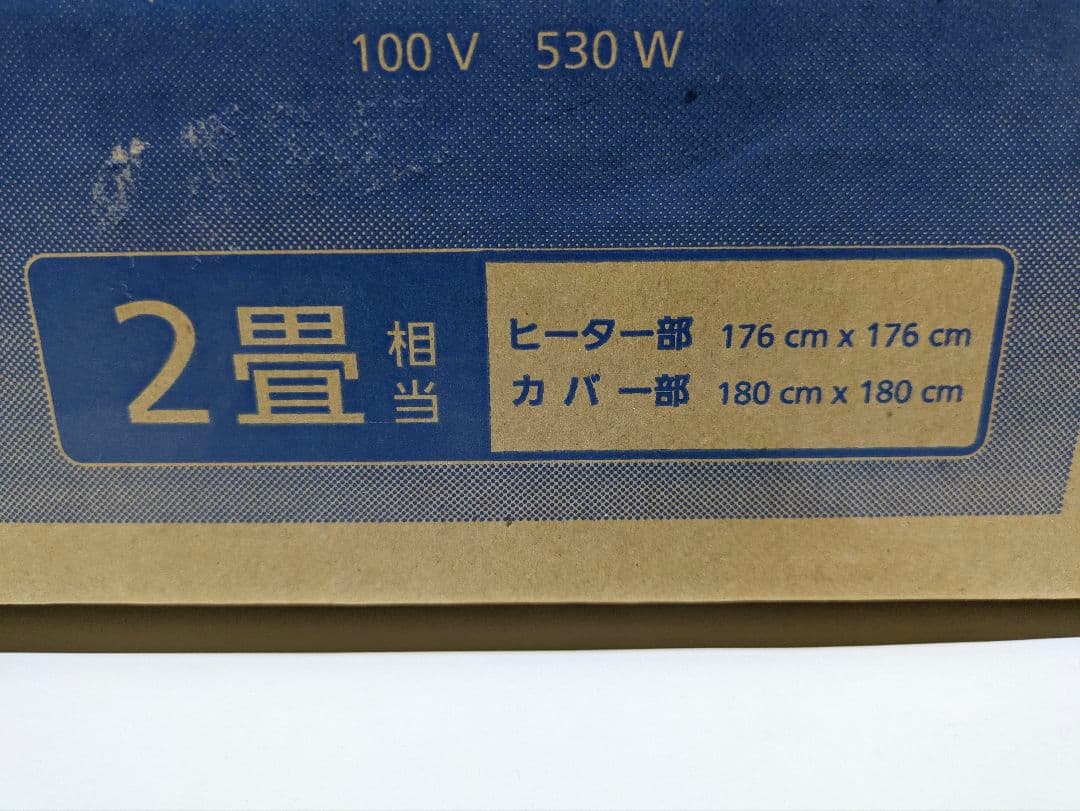 100 V 530 W
2畳相当
ヒーター部 176 cm x 176 cm
カバー部 180 cm x 180 cm